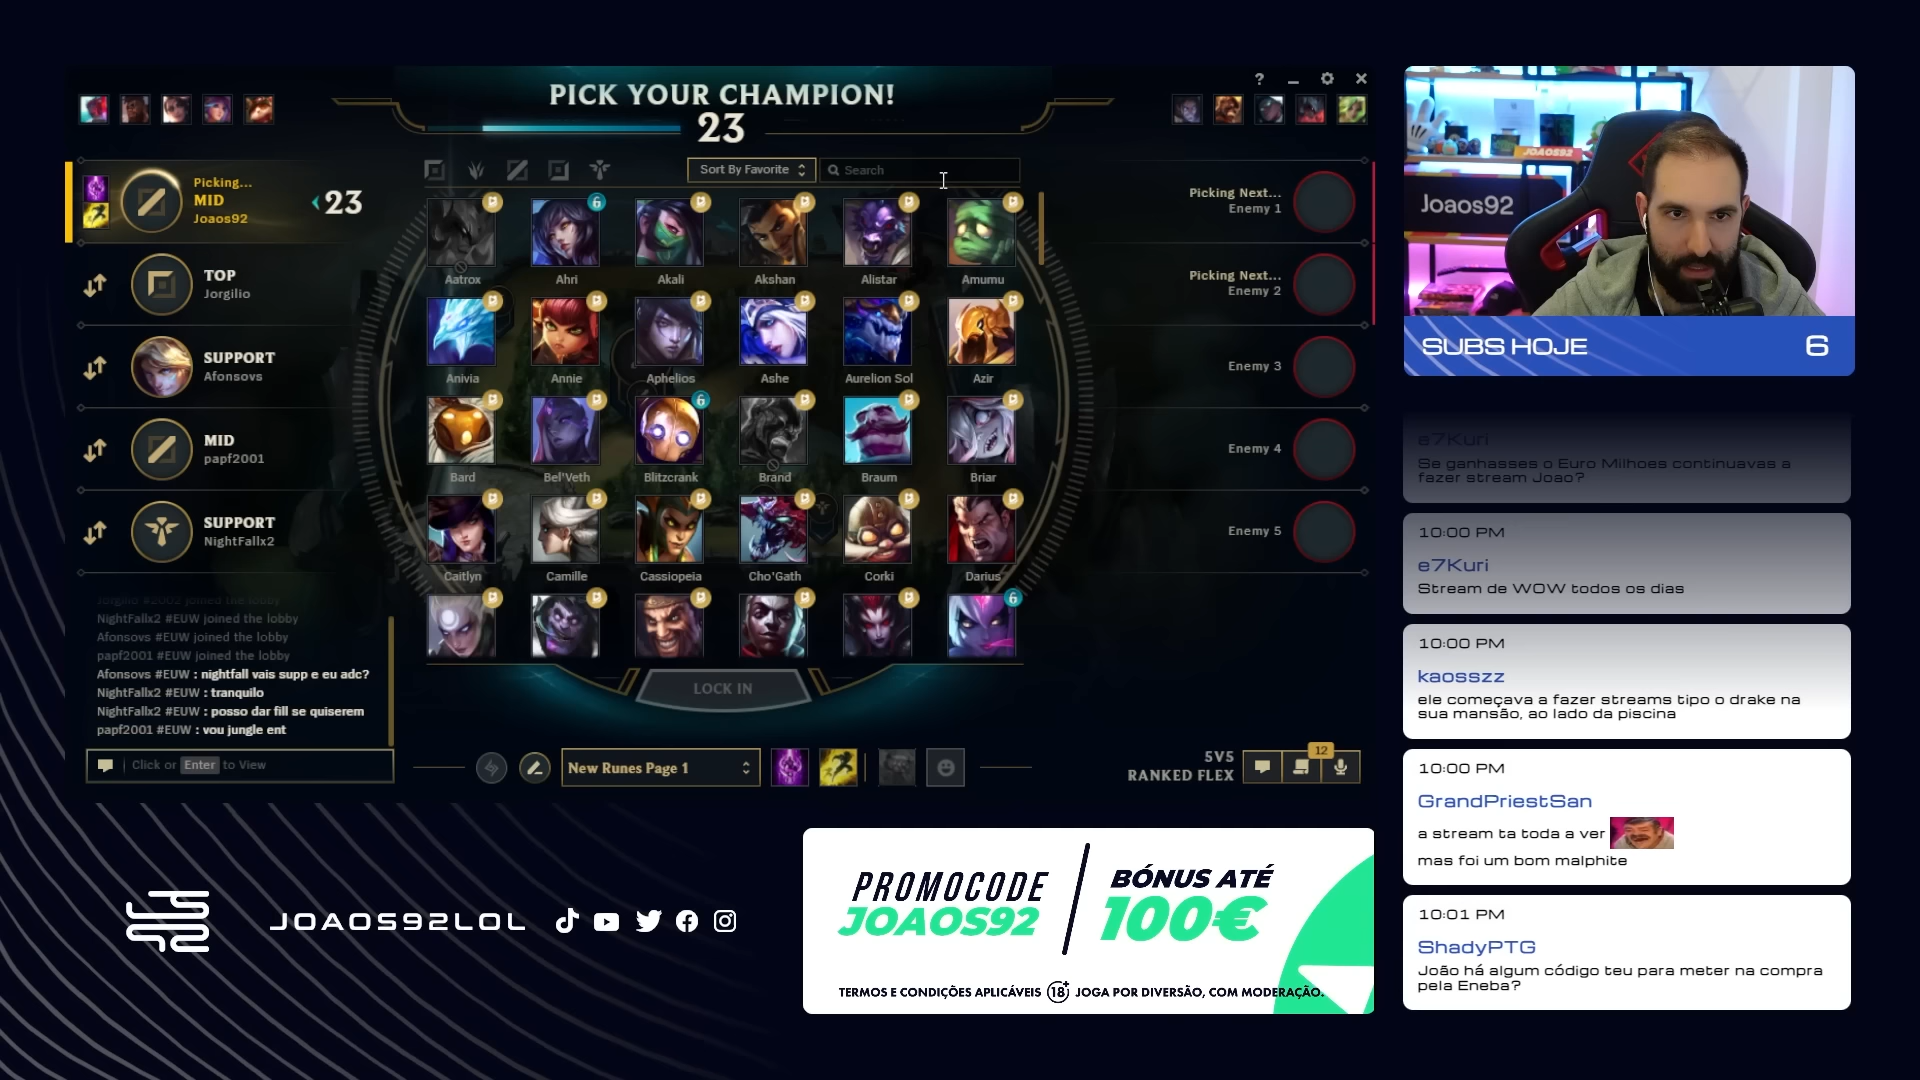 PICK YOUR CHAMPION!
23
Picking...
MID
Joaos92
23
TOP
Jorgilio
SUPPORT
Afonsovs
MID
papf2001
SUPPORT
NightFallx2
Sort By Favorite
Search
6
Aatrox
Ahri
Akali
Akshan
Alistar
Amumu
Anivia
Annie
Aphelios
Ashe
Aurelion Sol
Azir
6
Bard
Bel'Veth
Blitzcrank
Brand
Braum
Briar
Caitlyn
Camille
Cassiopeia
Cho'Gath
Corki
Darius
6
LOCK IN
?
Picking Next...
Enemy 1
Picking Next...
Enemy 2
Enemy 3
Enemy 4
Enemy 5
Jorgilio #2002 joined the lobby
NightFallx2 #EUW joined the lobby
Afonsovs #EUW joined the lobby
papf2001 #EUW joined the lobby
Afonsovs #EUW : nightfall vais supp e eu adc?
NightFallx2 #EUW : tranquilo
NightFallx2 #EUW : posso dar fill se quiserem
papf2001 #EUW : vou jungle ent
Click or Enter to View
New Runes Page 1
5V5
RANKED FLEX
12
JOAOS92
Joaos92
SUBS HOJE 6
e7Kuri
Se ganhasses o Euro Milhoes continuavas a
fazer stream Joao?
10:00 PM
e7Kuri
Stream de WOW todos os dias
10:00 PM
kaosszz
ele começava a fazer streams tipo o drake na
sua mansão, ao lado da piscina
10:00 PM
GrandPriestSan
a stream ta toda a ver
mas foi um bom malphite
10:01 PM
ShadyPTG
João há algum código teu para meter na compra
pela Eneba?
JOAOS92LOL
PROMOCODE
JOAOS92
BÓNUS ATÉ
100€
TERMOS E CONDIÇÕES APLICÁVEIS 18+ JOGA POR DIVERSÃO, COM MODERAÇÃO.